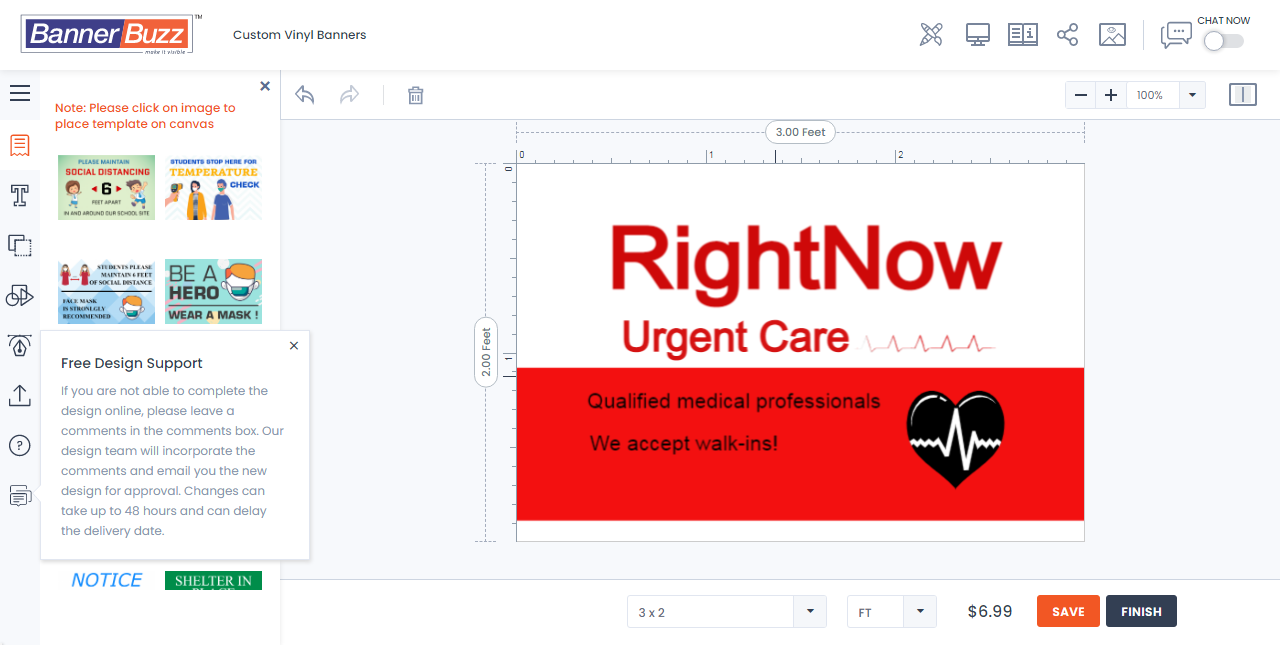 BannerBuzz™
make it visible
Custom Vinyl Banners
CHAT NOW
Note: Please click on image to
place template on canvas
PLEASE MAINTAIN
SOCIAL DISTANCING
6
FEET APART
IN AND AROUND OUR SCHOOL SITE
STUDENTS STOP HERE FOR
TEMPERATURE
CHECK
STUDENTS PLEASE
MAINTAIN 6 FEET
OF SOCIAL DISTANCE
FACE MASK
IS STRONLGY
RECOMMENDED
BE A
HERO
WEAR A MASK !
Free Design Support
If you are not able to complete the
design online, please leave a
comments in the comments box. Our
design team will incorporate the
comments and email you the new
design for approval. Changes can
take up to 48 hours and can delay
the delivery date.
NOTICE
SHELTER IN
PLACE
100%
3.00 Feet
0 1 2
0
2.00 Feet
1
RightNow
Urgent Care
Qualified medical professionals
We accept walk-ins!
3 x 2
FT
$6.99
SAVE
FINISH